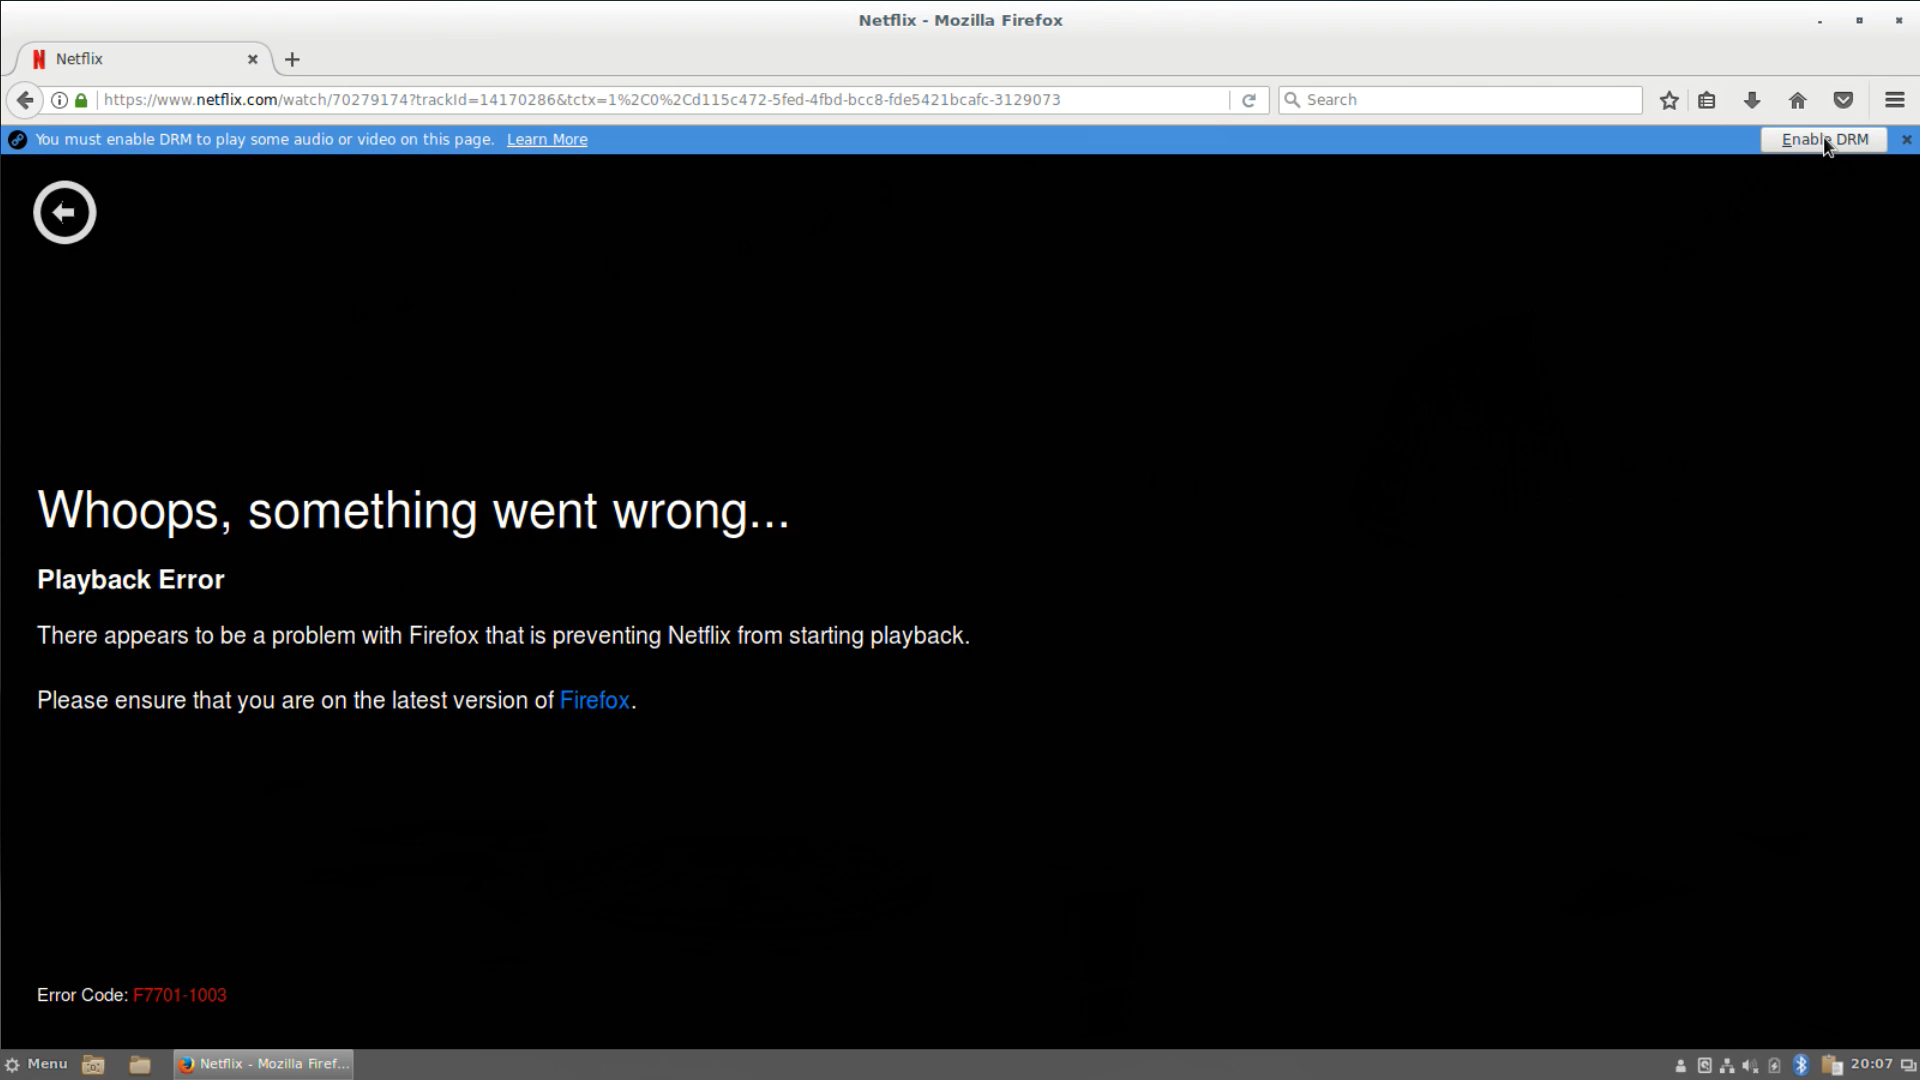 Netflix - Mozilla Firefox
Netflix
https://www.netflix.com/watch/70279174?trackId=14170286&tctx=1%2C0%2Cd115c472-5fed-4fbd-bcc8-fde5421bcafc-3129073
Search
You must enable DRM to play some audio or video on this page. Learn More
Enable DRM
Whoops, something went wrong...
Playback Error
There appears to be a problem with Firefox that is preventing Netflix from starting playback.
Please ensure that you are on the latest version of Firefox.
Error Code: F7701-1003
Menu
Netflix - Mozilla Firef...
20:07